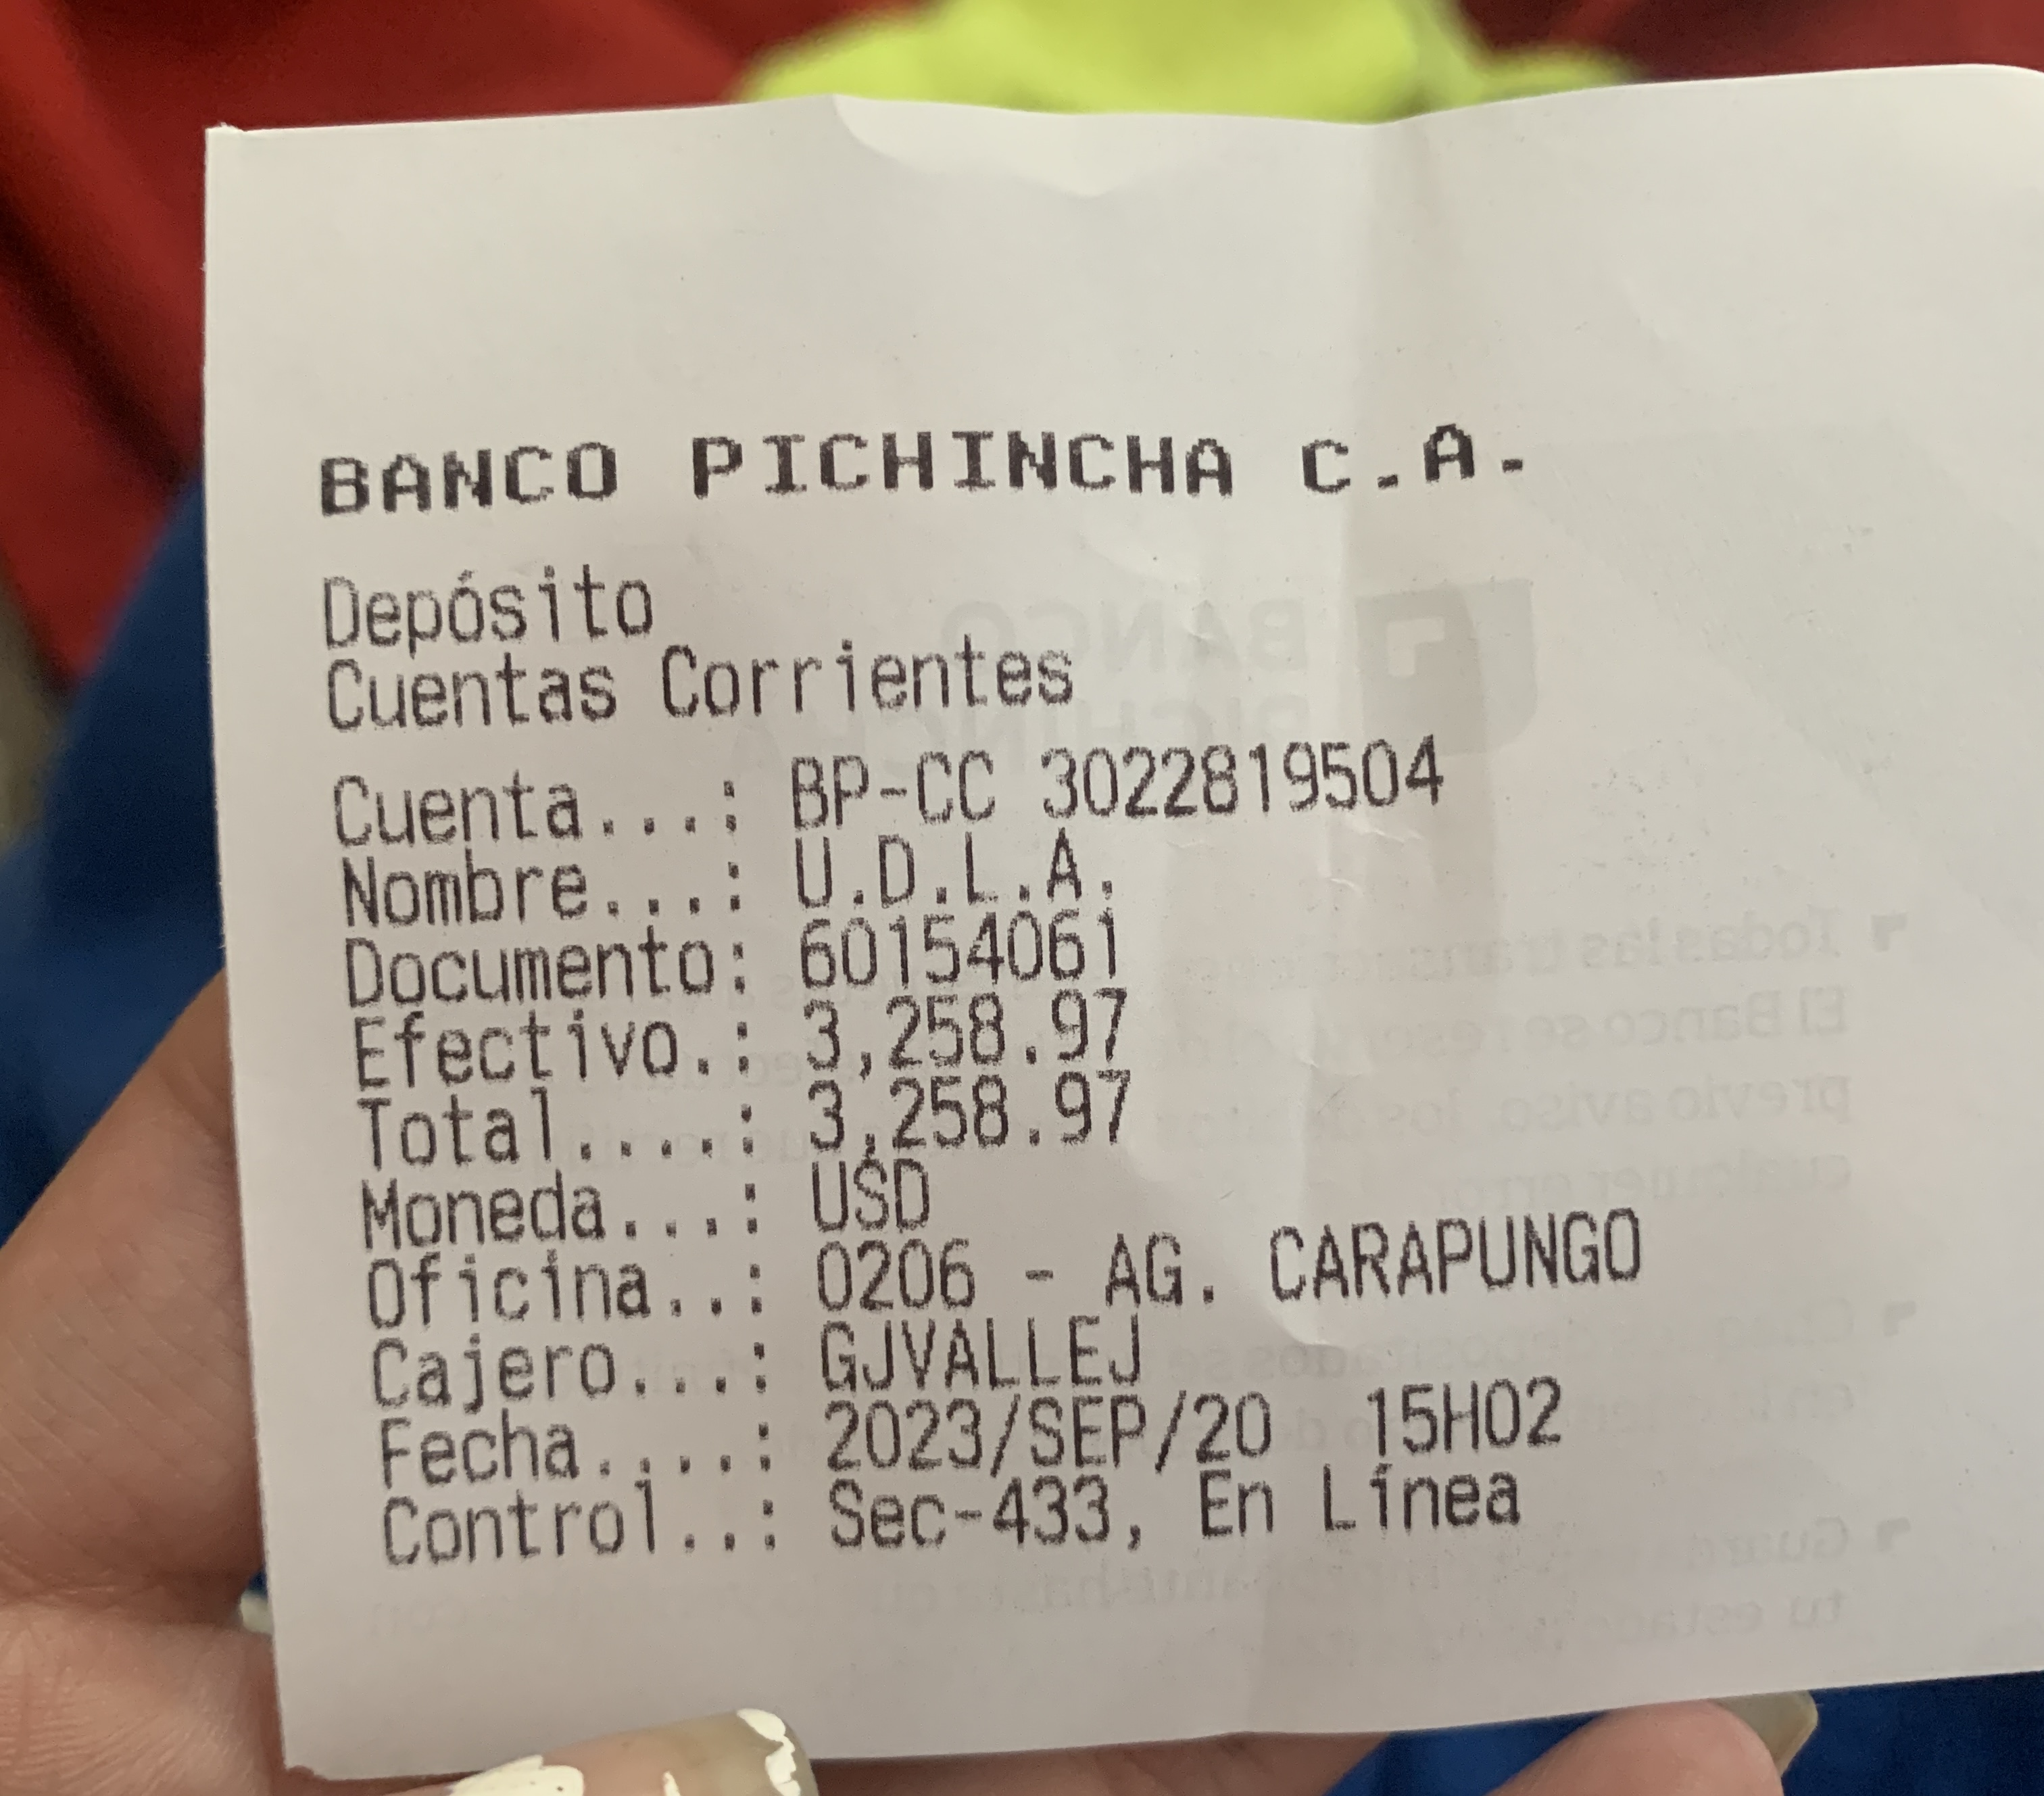 BANCO PICHINCHA C.A.
Depósito
Cuentas Corrientes
Cuenta...: BP-CC 3022819504
Nombre...: U.D.L.A.
Documento: 60154061
Efectivo.: 3,258.97
Total....: 3,258.97
Moneda...: USD
Oficina..: 0206 - AG. CARAPUNGO
Cajero...: GJVALLEJ
Fecha....: 2023/SEP/20 15H02
Control..: Sec-433, En Línea